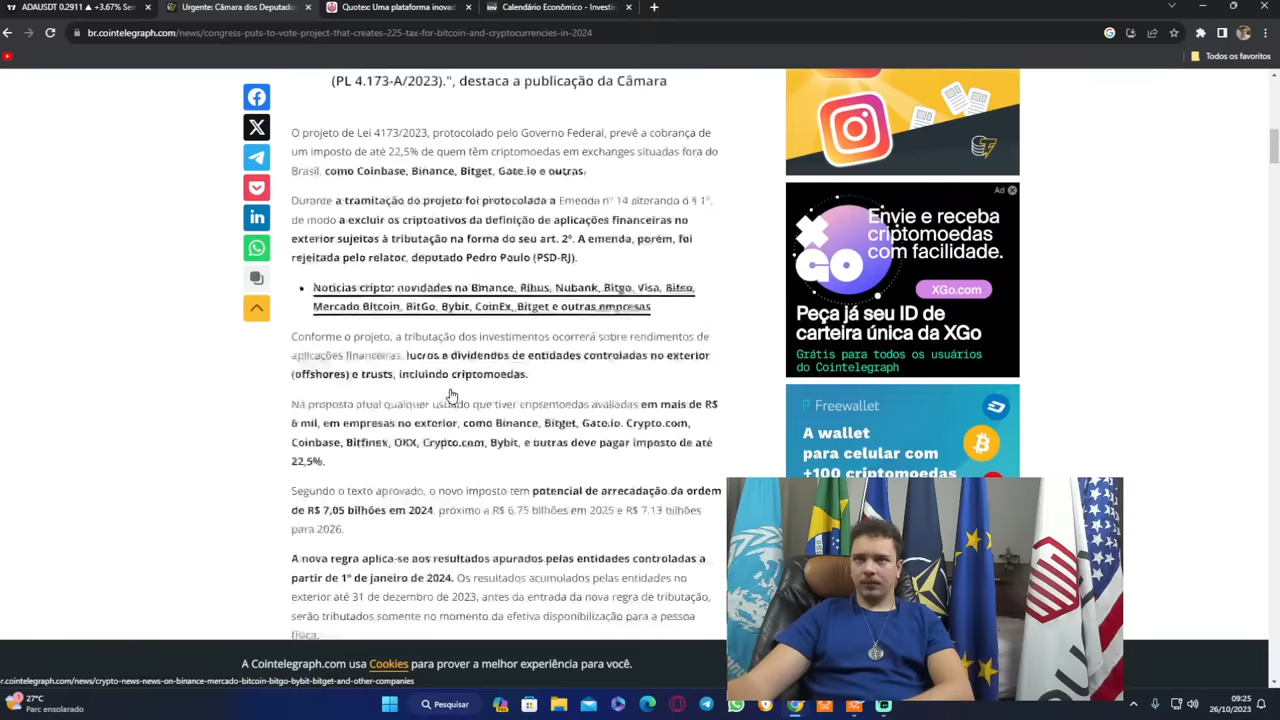 ADAUSDT 0.2911 ▲ +3.67% Sen
Urgente: Câmara dos Deputado
Quotex: Uma plataforma inovad
Calendário Econômico - Investin
br.cointelegraph.com/news/congress-puts-to-vote-project-that-creates-225-tax-for-bitcoin-and-cryptocurrencies-in-2024
Todos os favoritos
(PL 4.173-A/2023).", destaca a publicação da Câmara
O projeto de Lei 4173/2023, protocolado pelo Governo Federal, prevê a cobrança de
um imposto de até 22,5% de quem têm criptomoedas em exchanges situadas fora do
Brasil, como Coinbase, Binance, Bitget, Gate.io e outras.
Durante a tramitação do projeto foi protocolada a Emenda nº 14 alterando o § 1º,
de modo a excluir os criptoativos da definição de aplicações financeiras no
exterior sujeitos à tributação na forma do seu art. 2º. A emenda, porém, foi
rejeitada pelo relator, deputado Pedro Paulo (PSD-RJ).
Notícias cripto: novidades na Binance, Ribus, Nubank, Bitgo, Visa, Bitso,
Mercado Bitcoin, BitGo, Bybit, CoinEx, Bitget e outras empresas
Conforme o projeto, a tributação dos investimentos ocorrerá sobre rendimentos de
aplicações financeiras, lucros e dividendos de entidades controladas no exterior
(offshores) e trusts, incluindo criptomoedas.
Na proposta atual qualquer usuário que tiver criptomoedas avaliadas em mais de R$
6 mil, em empresas no exterior, como Binance, Bitget, Gate.io. Crypto.com,
Coinbase, Bitfinex, OKX, Crypto.com, Bybit, e outras deve pagar imposto de até
22,5%.
Segundo o texto aprovado, o novo imposto tem potencial de arrecadação da ordem
de R$ 7,05 bilhões em 2024, próximo a R$ 6,75 bilhões em 2025 e R$ 7,13 bilhões
para 2026.
A nova regra aplica-se aos resultados apurados pelas entidades controladas a
partir de 1º de janeiro de 2024. Os resultados acumulados pelas entidades no
exterior até 31 de dezembro de 2023, antes da entrada da nova regra de tributação,
serão tributados somente no momento da efetiva disponibilização para a pessoa
física.
Ad
XGO
Envie e receba
criptomoedas
com facilidade.
XGo.com
Peça já seu ID de
carteira única da XGo
Grátis para todos os usuários
do Cointelegraph
Freewallet
A wallet
para celular com
+100 criptomoedas
A Cointelegraph.com usa Cookies para prover a melhor experiência para você.
r.cointelegraph.com/news/crypto-news-news-on-binance-mercado-bitcoin-bitgo-bybit-bitget-and-other-companies
27°C
Parc ensolarado
Pesquisar
09:25
26/10/2023